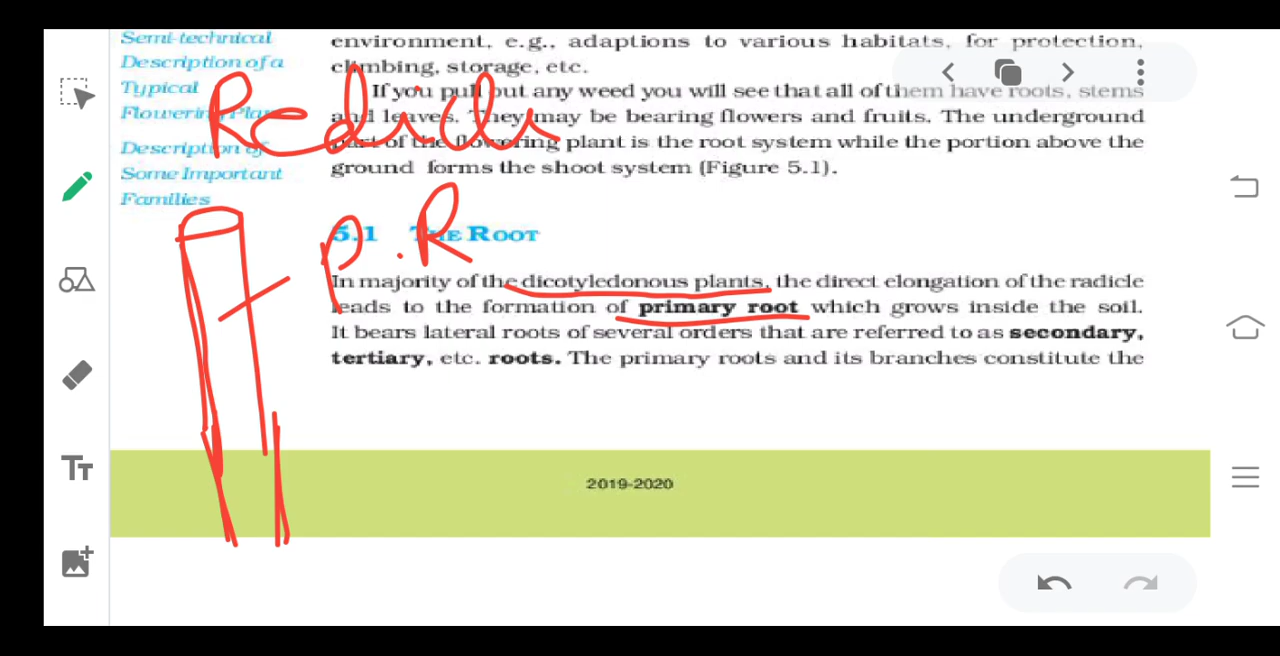 Semi-technical
Description of a
Typical
Flowering Plant
Description of
Some Important
Families
environment, e.g., adaptions to various habitats, for protection,
climbing, storage, etc.
If you pull out any weed you will see that all of them have roots, stems
and leaves. They may be bearing flowers and fruits. The underground
part of the flowering plant is the root system while the portion above the
ground forms the shoot system (Figure 5.1).
5.1 THE ROOT
In majority of the dicotyledonous plants, the direct elongation of the radicle
leads to the formation of primary root which grows inside the soil.
It bears lateral roots of several orders that are referred to as secondary,
tertiary, etc. roots. The primary roots and its branches constitute the
P.R
2019-2020
TT